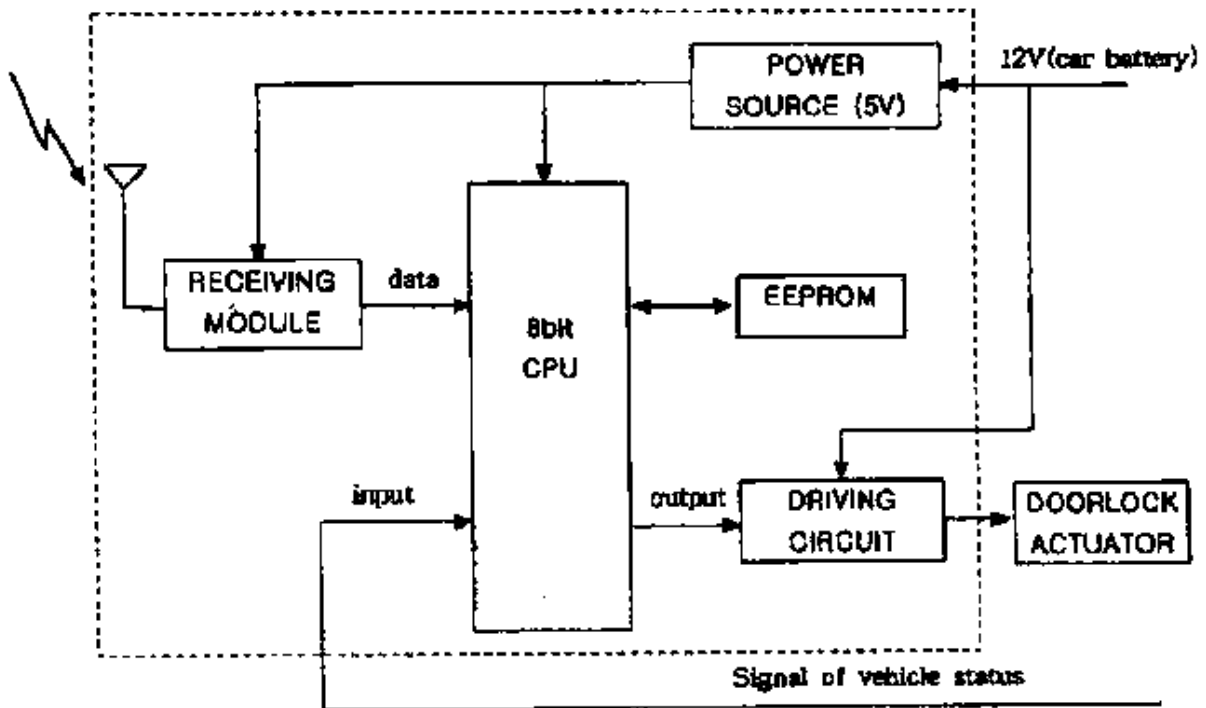 POWER
SOURCE (5V)
12V(car battery)
RECEIVING
MODULE
data
8bit
CPU
EEPROM
input
output
DRIVING
CIRCUIT
DOORLOCK
ACTUATOR
Signal of vehicle status